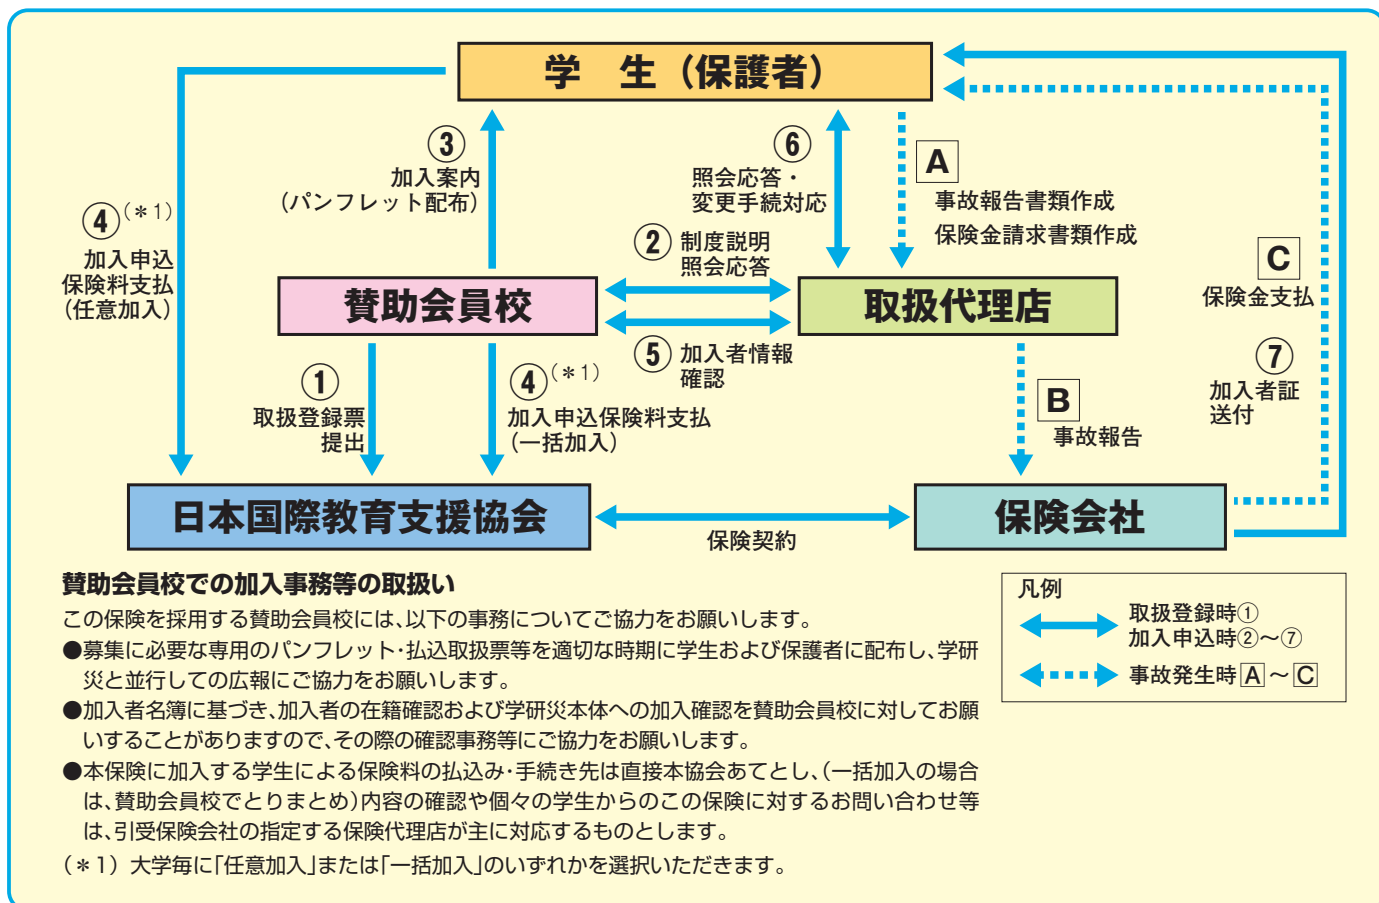 学　生（保護者）
③
加入案内
（パンフレット配布）
④（＊1）
加入申込
保険料支払
（任意加入）
⑥
照会応答・
変更手続対応
A
事故報告書類作成
保険金請求書類作成
② 制度説明
照会応答
C
保険金支払
賛助会員校
取扱代理店
⑤ 加入者情報
確認
⑦
加入者証
送付
①
取扱登録票
提出
④（＊1）
加入申込保険料支払
（一括加入）
B
事故報告
日本国際教育支援協会
保険契約
保険会社
賛助会員校での加入事務等の取扱い
この保険を採用する賛助会員校には、以下の事務についてご協力をお願いします。
●募集に必要な専用のパンフレット・払込取扱票等を適切な時期に学生および保護者に配布し、学研
災と並行しての広報にご協力をお願いします。
●加入者名簿に基づき、加入者の在籍確認および学研災本体への加入確認を賛助会員校に対してお願
いすることがありますので、その際の確認事務等にご協力をお願いします。
●本保険に加入する学生による保険料の払込み・手続き先は直接本協会あてとし、（一括加入の場合
は、賛助会員校でとりまとめ）内容の確認や個々の学生からのこの保険に対するお問い合わせ等
は、引受保険会社の指定する保険代理店が主に対応するものとします。
（＊1）大学毎に「任意加入」または「一括加入」のいずれかを選択いただきます。
凡例
取扱登録時①
加入申込時②～⑦
事故発生時A～C